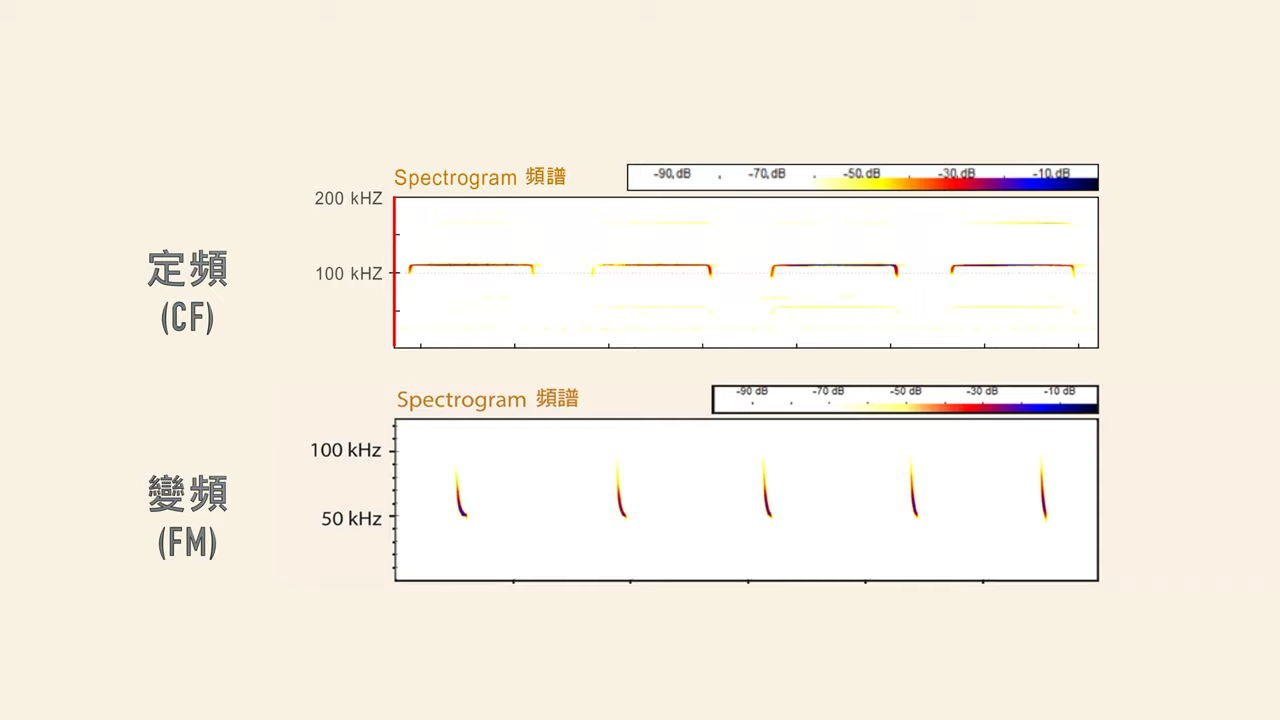 Spectrogram 頻譜
-90 dB -70 dB -50 dB -30 dB -10 dB
200 kHZ
100 kHZ
定頻
(CF)
Spectrogram 頻譜
-90 dB -70 dB -50 dB -30 dB -10 dB
100 kHz
50 kHz
變頻
(FM)